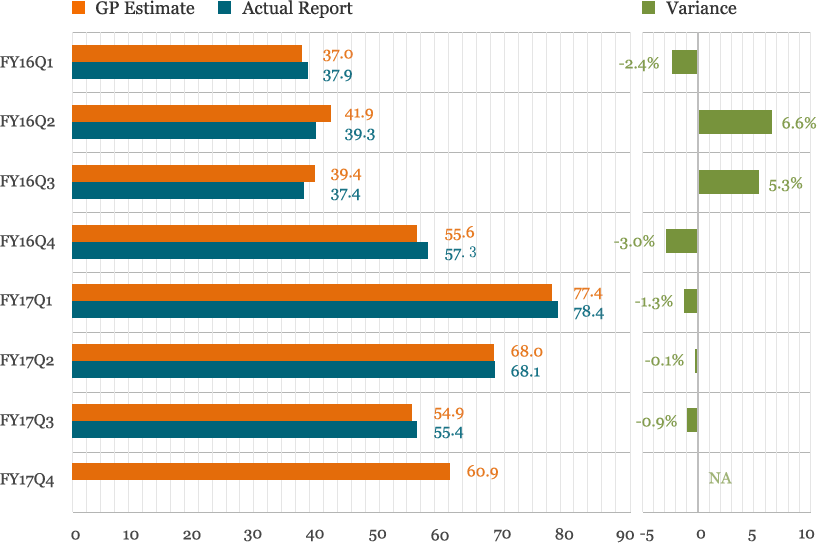 GP Estimate Actual Report Variance
FY16Q1 37.0 -2.4%
37.9
FY16Q2 41.9 6.6%
39.3
FY16Q3 39.4 5.3%
37.4
FY16Q4 55.6 -3.0%
57.3
FY17Q1 77.4 -1.3%
78.4
FY17Q2 68.0 -0.1%
68.1
FY17Q3 54.9 -0.9%
55.4
FY17Q4 60.9 NA
0 10 20 30 40 50 60 70 80 90 -5 0 5 10